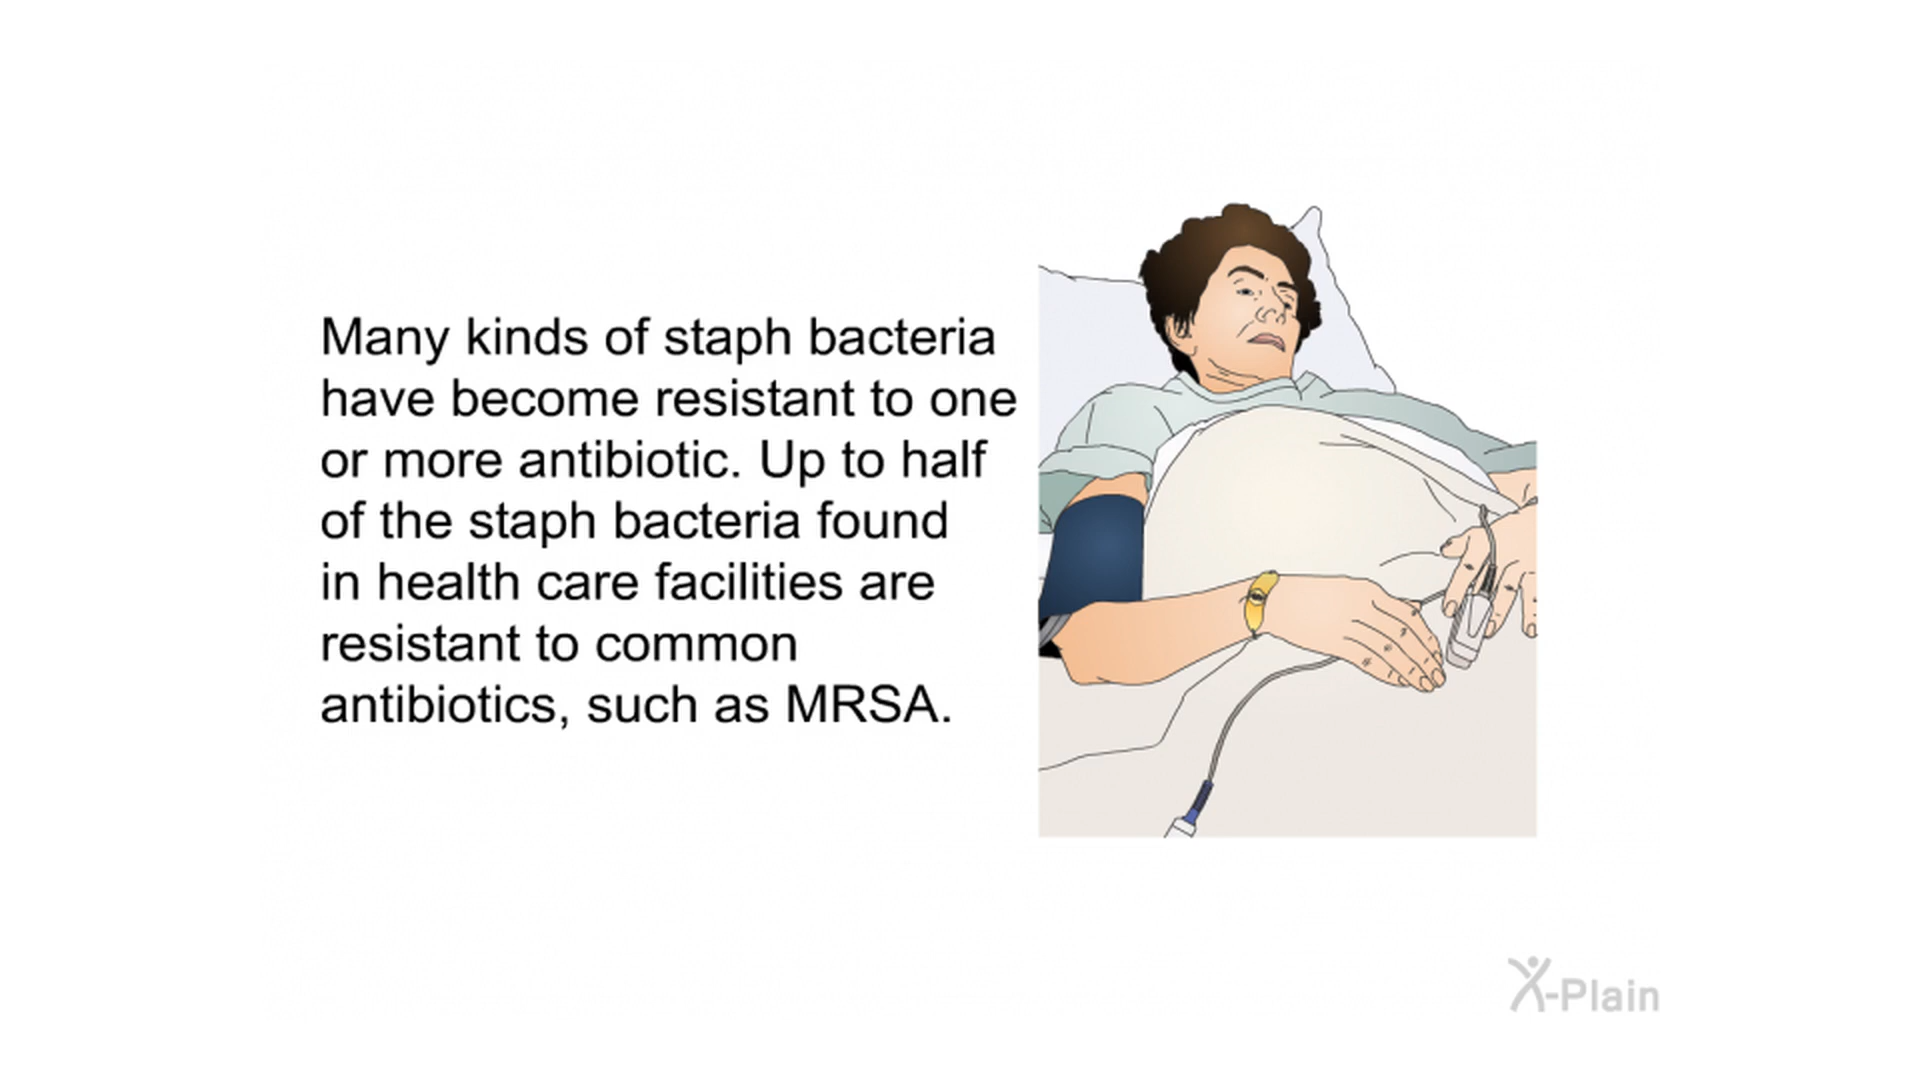 Many kinds of staph bacteria
have become resistant to one
or more antibiotic. Up to half
of the staph bacteria found
in health care facilities are
resistant to common
antibiotics, such as MRSA.
X-Plain